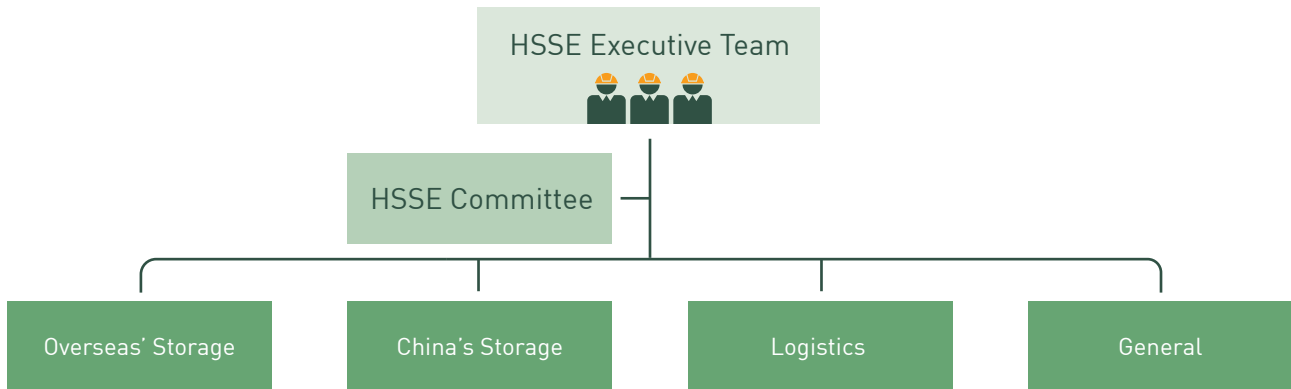 HSSE Executive Team
HSSE Committee
Overseas’ Storage
China’s Storage
Logistics
General